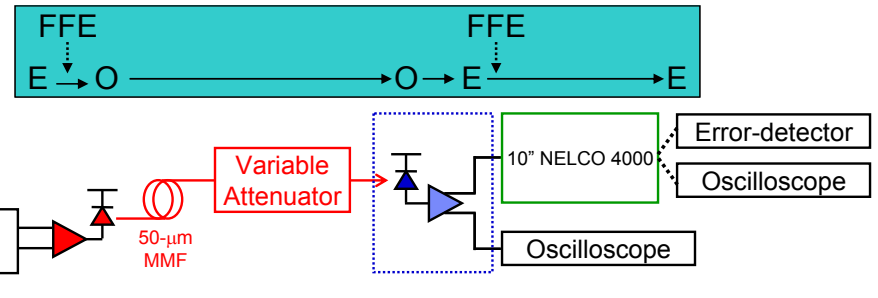 FFE
FFE
E O O E E
Variable
Attenuator
50-μm
MMF
10” NELCO 4000
Error-detector
Oscilloscope
Oscilloscope